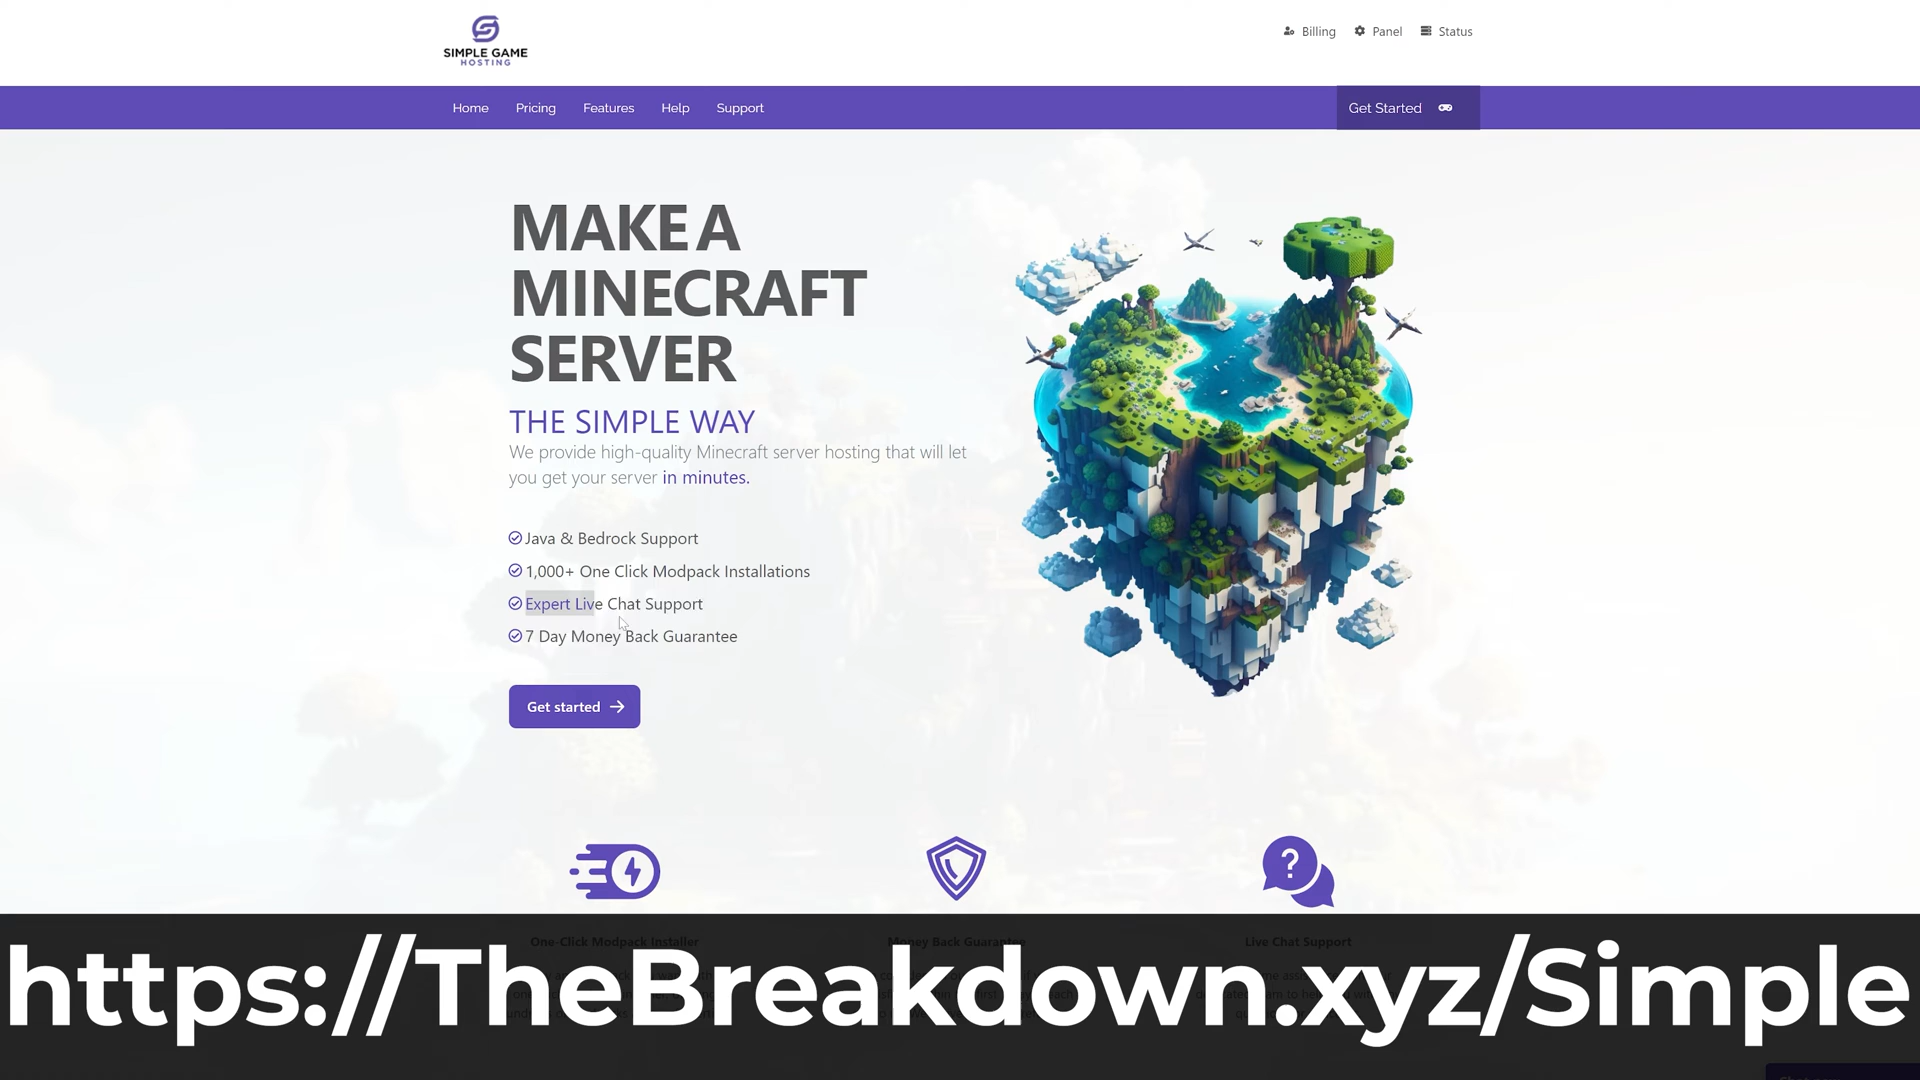 SIMPLE GAME
HOSTING
Billing
Panel
Status
Home
Pricing
Features
Help
Support
Get Started
MAKE A
MINECRAFT
SERVER
THE SIMPLE WAY
We provide high-quality Minecraft server hosting that will let
you get your server in minutes.
Java & Bedrock Support
1,000+ One Click Modpack Installations
Expert Live Chat Support
7 Day Money Back Guarantee
Get started
One-Click Modpack Installer
Money Back Guarantee
Live Chat Support
https://TheBreakdown.xyz/Simple